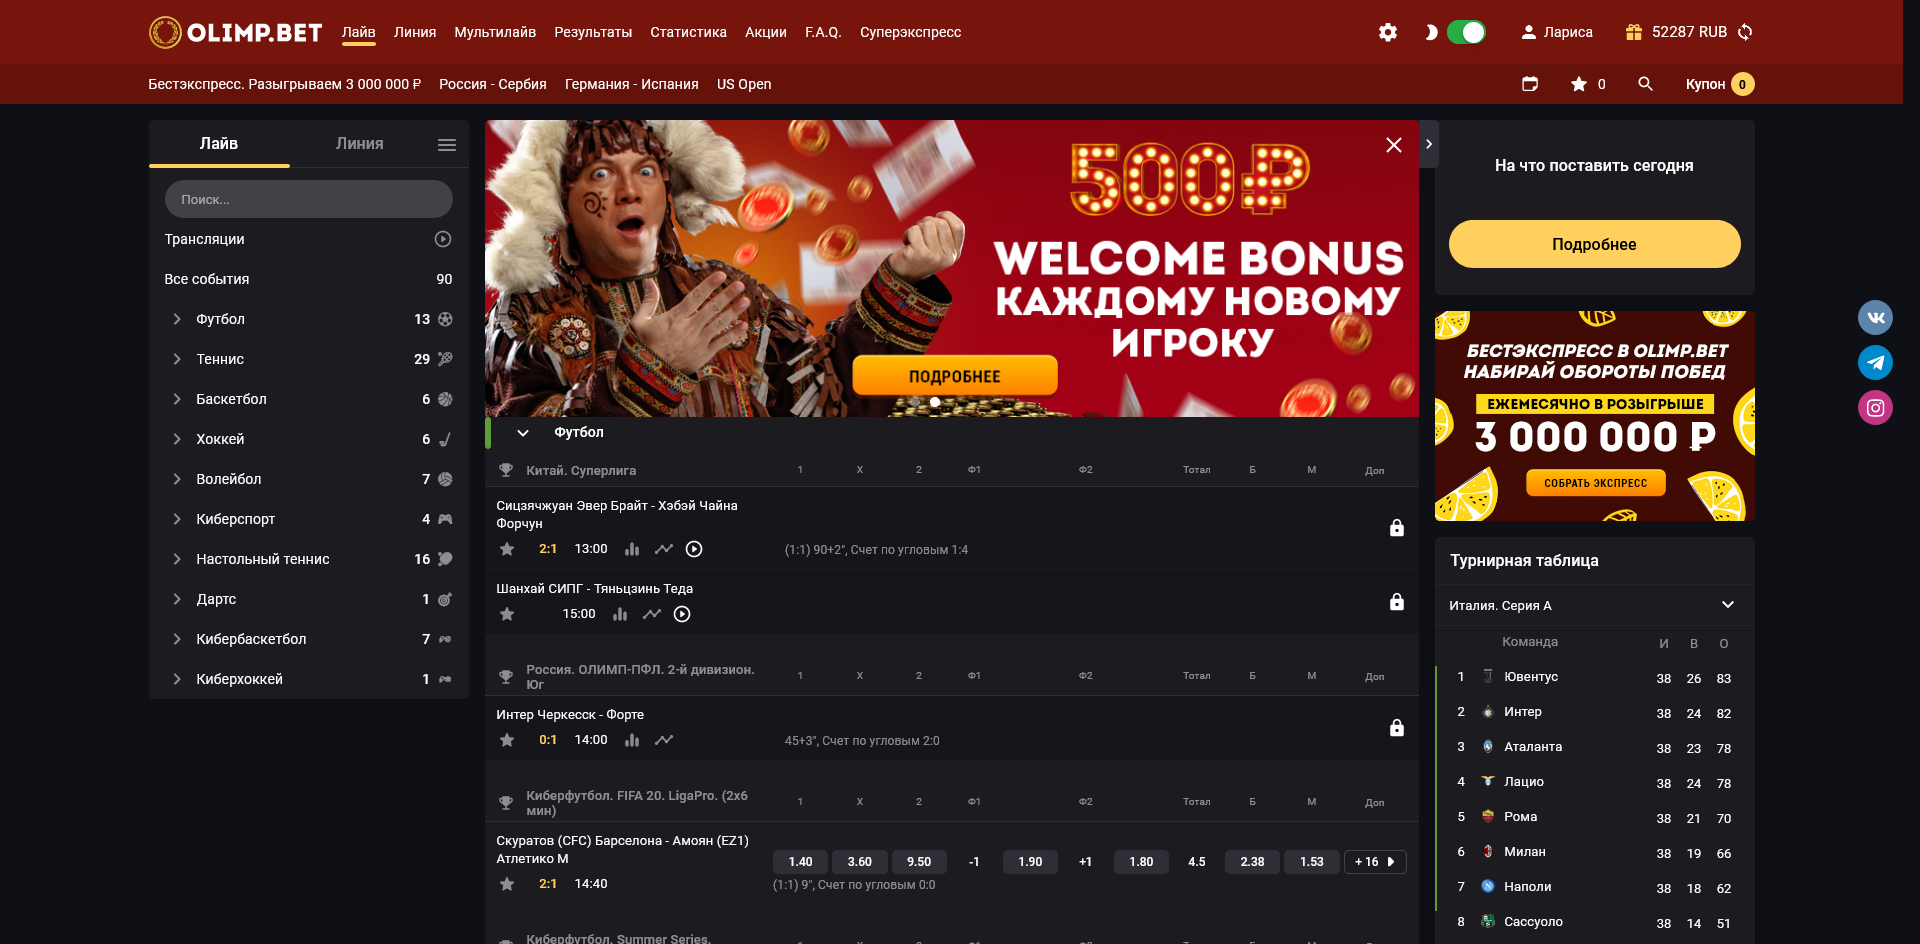 OLIMP.BET Лайв Линия Мультилайв Результаты Статистика Акции F.A.Q. Суперэкспресс Лариса 52287 RUB
Бестэкспресс. Разыгрываем 3 000 000 ₽ Россия - Сербия Германия - Испания US Open 0 Купон 0
Лайв Линия
Поиск...
Трансляции
Все события 90
Футбол 13
Теннис 29
Баскетбол 6
Хоккей 6
Волейбол 7
Киберспорт 4
Настольный теннис 16
Дартс 1
Кибербаскетбол 7
Киберхоккей 1
500₽
WELCOME BONUS
КАЖДОМУ НОВОМУ
ИГРОКУ
ПОДРОБНЕЕ
Футбол
Китай. Суперлига 1 X 2 Ф1 Ф2 Тотал Б М Доп
Сицзячжуан Эвер Брайт - Хэбэй Чайна
Форчун
2:1 13:00 (1:1) 90+2", Счет по угловым 1:4
Шанхай СИПГ - Тяньцзинь Теда
15:00
Россия. ОЛИМП-ПФЛ. 2-й дивизион.
Юг 1 X 2 Ф1 Ф2 Тотал Б М Доп
Интер Черкесск - Форте
0:1 14:00 45+3", Счет по угловым 2:0
Киберфутбол. FIFA 20. LigaPro. (2x6
мин) 1 X 2 Ф1 Ф2 Тотал Б М Доп
Скуратов (CFC) Барселона - Амоян (EZ1)
Атлетико М
1.40 3.60 9.50 -1 1.90 +1 1.80 4.5 2.38 1.53 + 16
2:1 14:40 (1:1) 9", Счет по угловым 0:0
Киберфутбол. Summer Series.
На что поставить сегодня
Подробнее
БЕСТЭКСПРЕСС В OLIMP.BET
НАБИРАЙ ОБОРОТЫ ПОБЕД
ЕЖЕМЕСЯЧНО В РОЗЫГРЫШЕ
3 000 000 ₽
СОБРАТЬ ЭКСПРЕСС
Турнирная таблица
Италия. Серия А
Команда И В О
1 Ювентус 38 26 83
2 Интер 38 24 82
3 Аталанта 38 23 78
4 Лацио 38 24 78
5 Рома 38 21 70
6 Милан 38 19 66
7 Наполи 38 18 62
8 Сассуоло 38 14 51